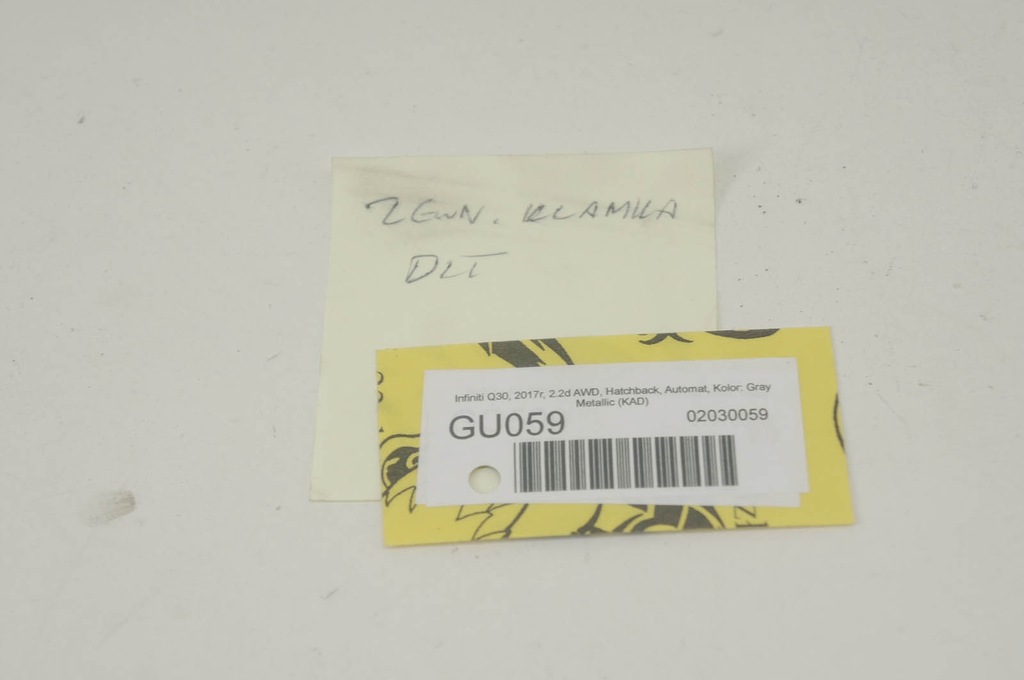 ZEWN. KLAMKA
DLT
Infiniti Q30, 2017r, 2.2d AWD, Hatchback, Automat, Kolor: Gray
Metallic (KAD)
GU059
02030059